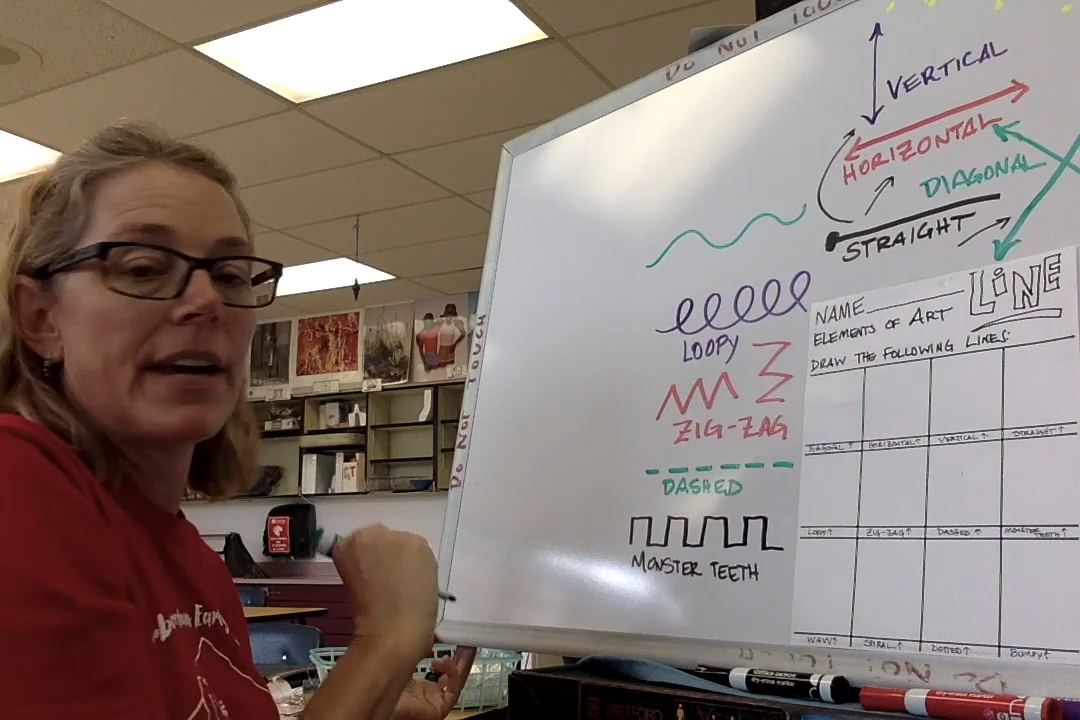 DO NOT TOUCH
DO NOT TOUCH
VERTICAL
HORIZONTAL
DIAGONAL
STRAIGHT
LOOPY
ZIG-ZAG
DASHED
MONSTER TEETH
NAME
LINE
ELEMENTS OF ART
DRAW THE FOLLOWING LINES:
DIAGONAL ↑ HORIZONTAL ↑ VERTICAL ↑ STRAIGHT ↑
LOOPY ↑ ZIG-ZAG ↑ DASHED ↑ MONSTER TEETH ↑
WAVY ↑ SPIRAL ↑ DOTTED ↑ BUMPY ↑